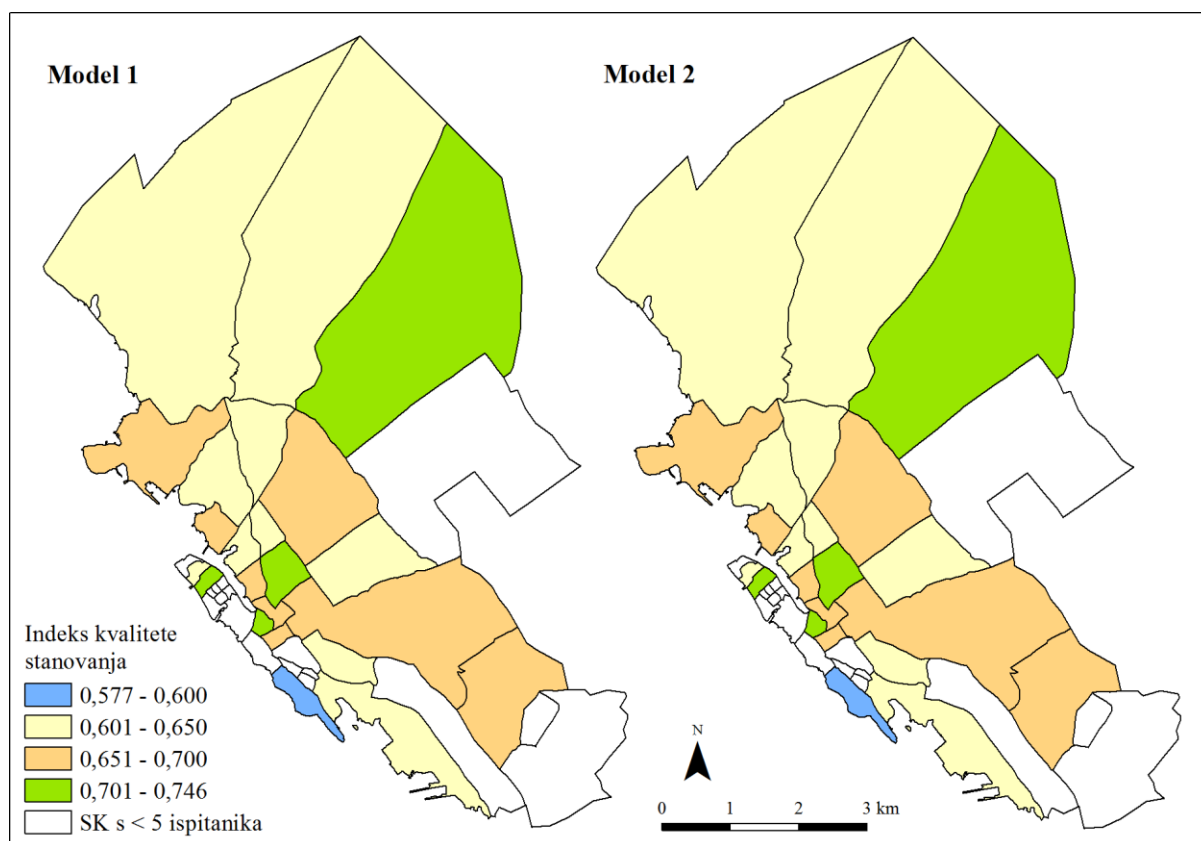 Model 1
Model 2
Indeks kvalitete
stanovanja
0,577 - 0,600
0,601 - 0,650
0,651 - 0,700
0,701 - 0,746
SK s < 5 ispitanika
N
0 1 2 3 km